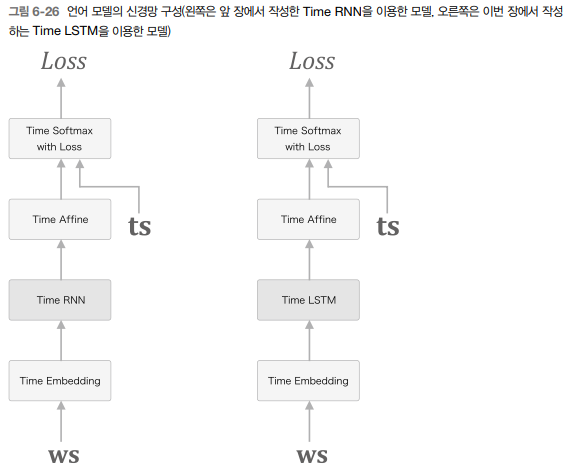 그림 6-26 언어 모델의 신경망 구성(왼쪽은 앞 장에서 작성한 Time RNN을 이용한 모델, 오른쪽은 이번 장에서 작성
하는 Time LSTM을 이용한 모델)
Loss
Time Softmax
with Loss
Time Affine
ts
Time RNN
Time Embedding
ws
Loss
Time Softmax
with Loss
Time Affine
ts
Time LSTM
Time Embedding
ws